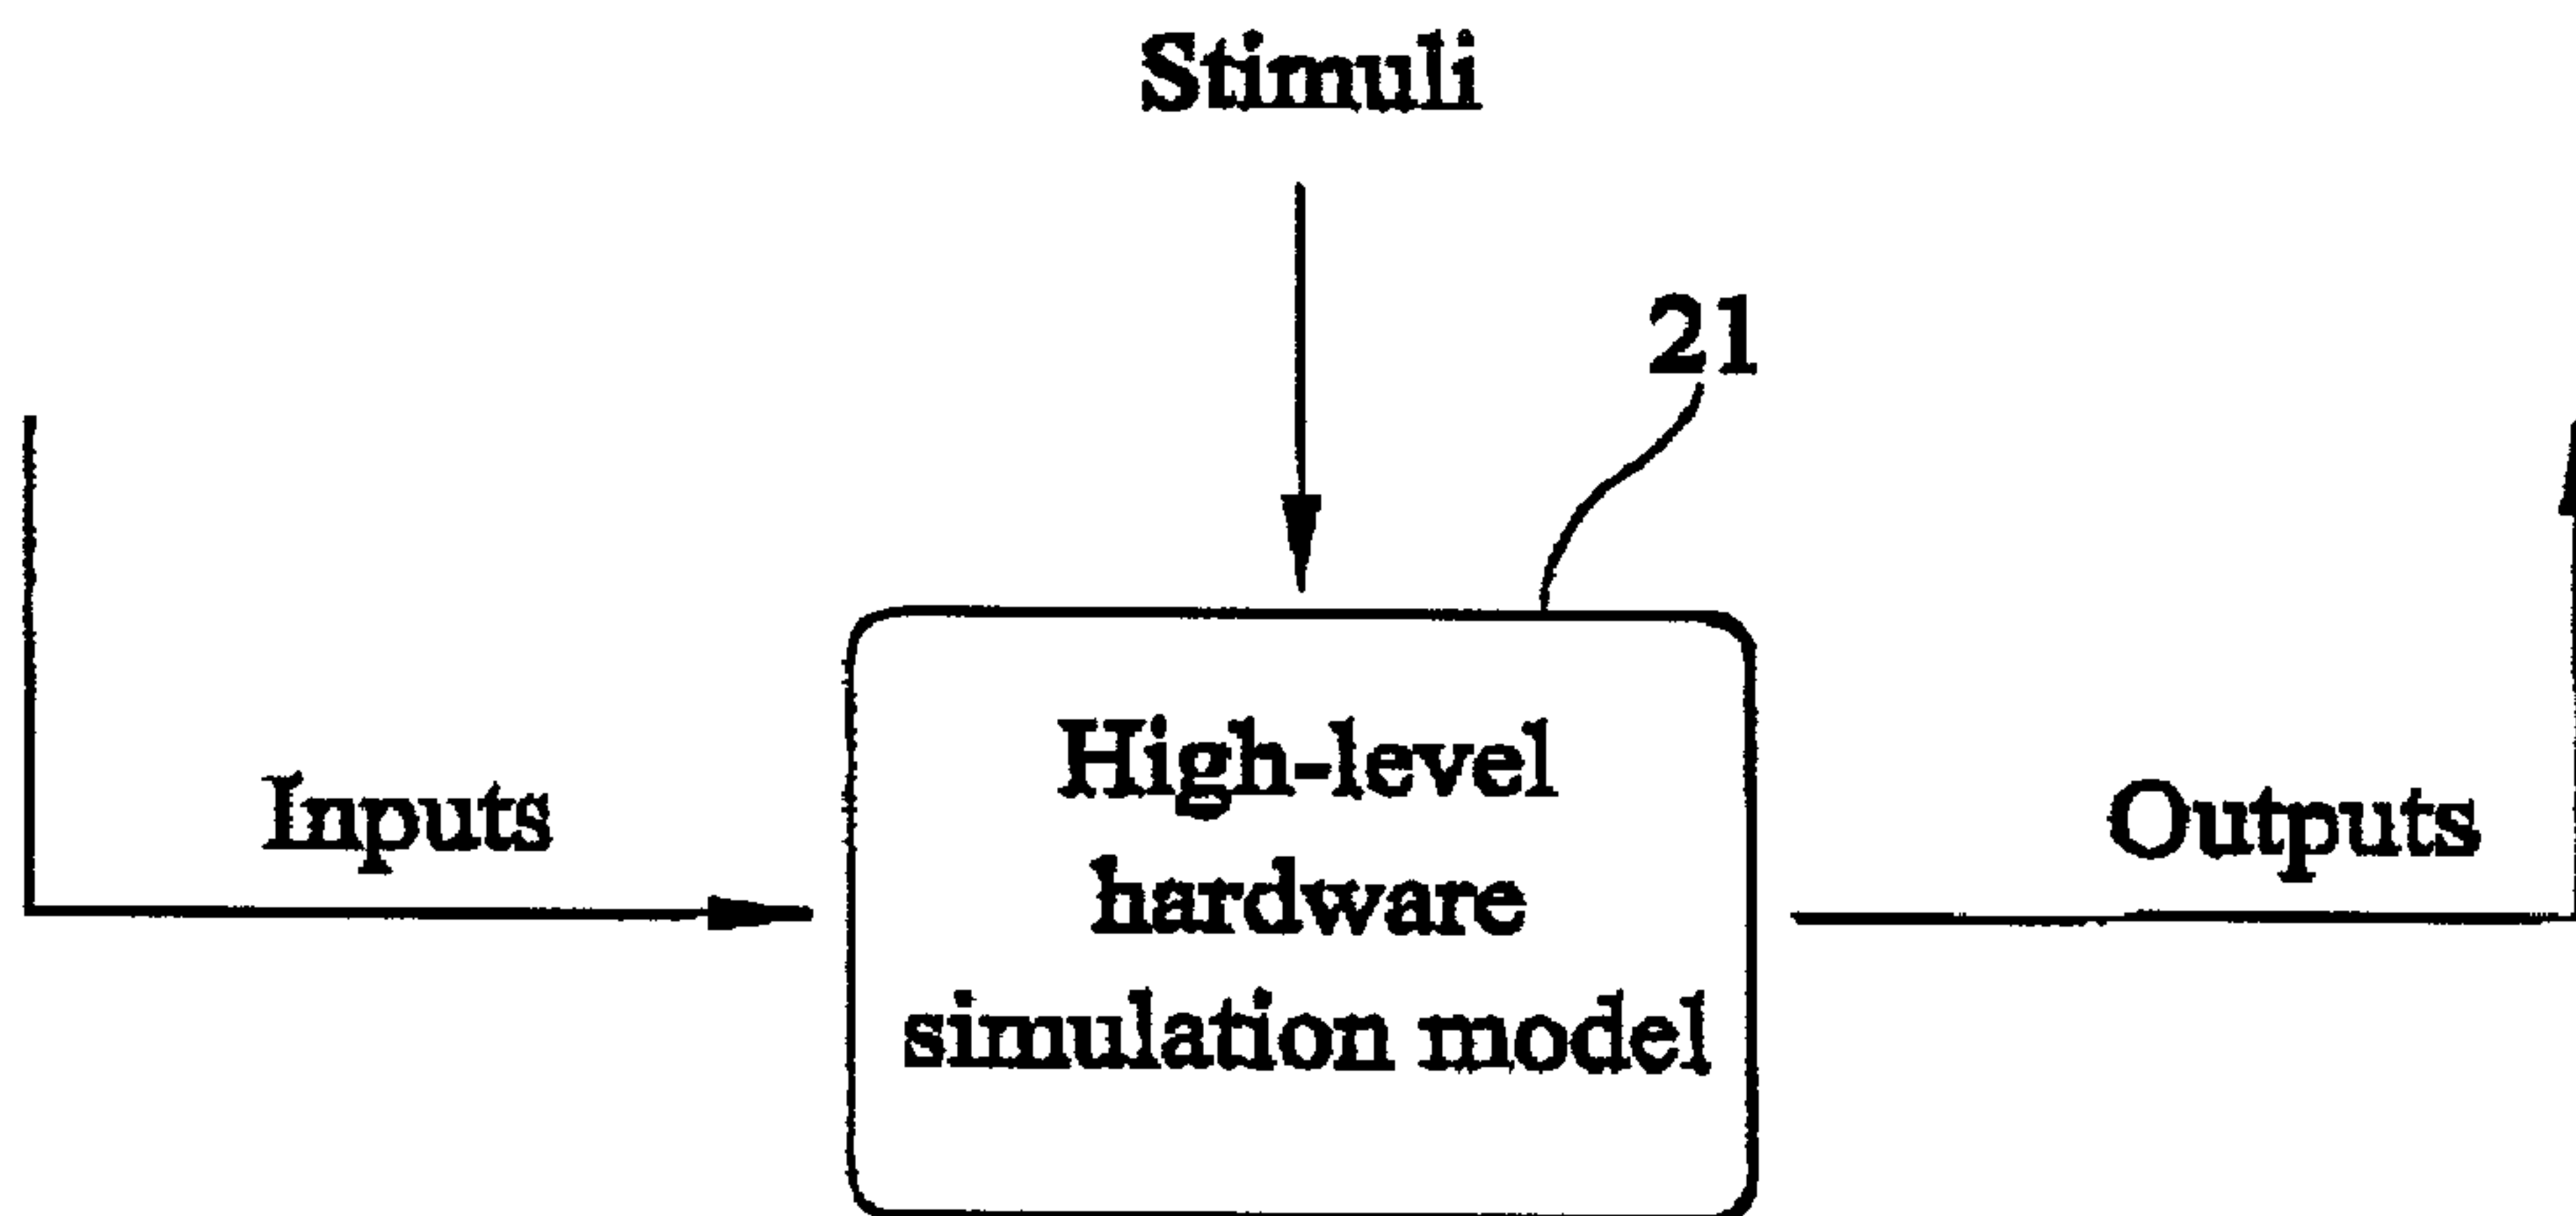 Stimuli
21
High-level
hardware
simulation model
Inputs
Outputs